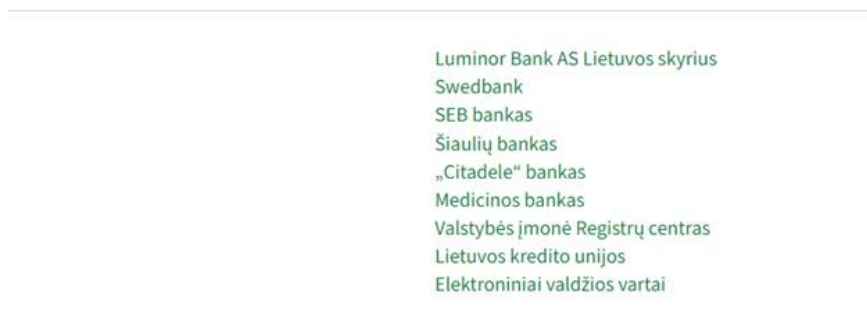 Luminor Bank AS Lietuvos skyrius
Swedbank
SEB bankas
Šiaulių bankas
„Citadele“ bankas
Medicinos bankas
Valstybės įmonė Registrų centras
Lietuvos kredito unijos
Elektroniniai valdžios vartai